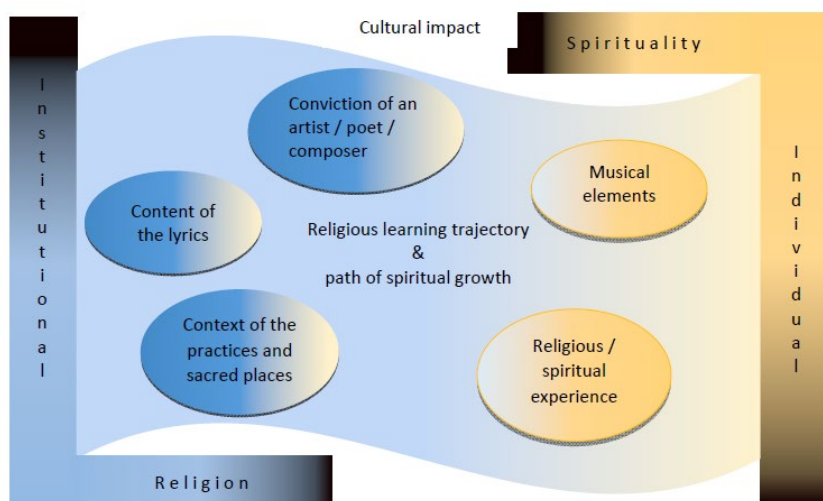 Cultural impact
Spirituality
Institutional
Conviction of an
artist / poet /
composer
Musical
elements
Individual
Content of
the lyrics
Religious learning trajectory
&
path of spiritual growth
Context of the
practices and
sacred places
Religious /
spiritual
experience
Religion